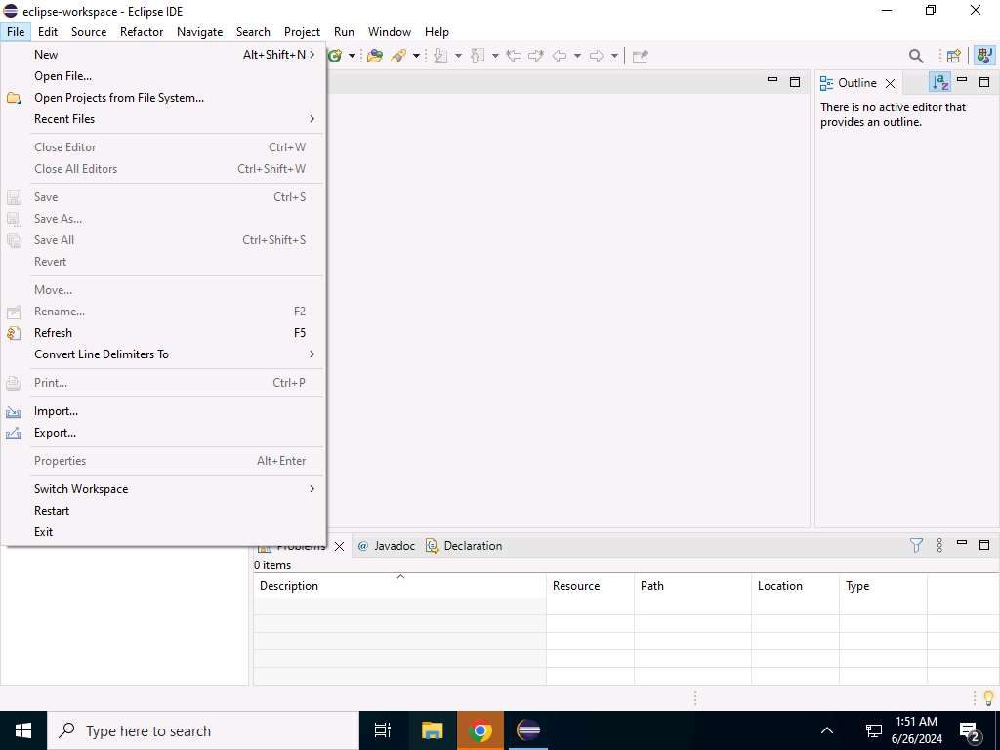 eclipse-workspace - Eclipse IDE
File Edit Source Refactor Navigate Search Project Run Window Help
New Alt+Shift+N
Open File...
Open Projects from File System...
Recent Files
Close Editor Ctrl+W
Close All Editors Ctrl+Shift+W
Save Ctrl+S
Save As...
Save All Ctrl+Shift+S
Revert
Move...
Rename... F2
Refresh F5
Convert Line Delimiters To
Print... Ctrl+P
Import...
Export...
Properties Alt+Enter
Switch Workspace
Restart
Exit
Outline
There is no active editor that
provides an outline.
Problems @ Javadoc Declaration
0 items
Description Resource Path Location Type
Type here to search
1:51 AM
6/26/2024
2